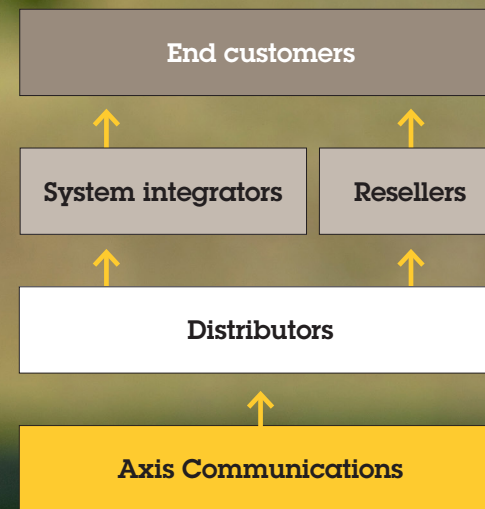 End customers
System integrators
Resellers
Distributors
Axis Communications